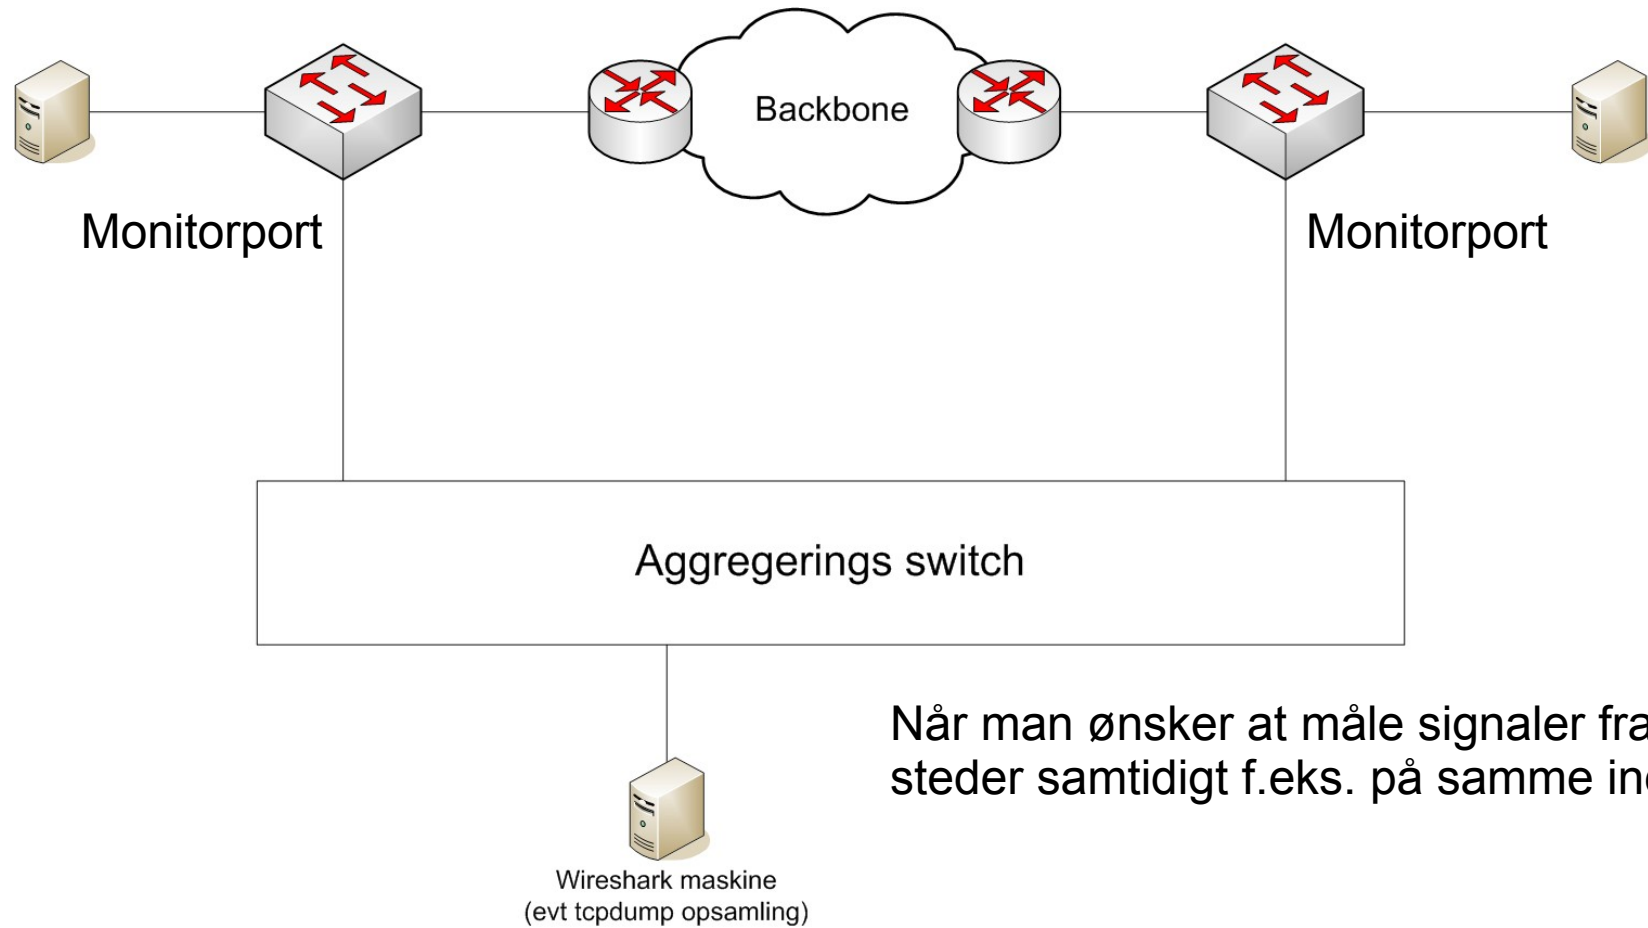 Backbone
Monitorport
Monitorport
Aggregerings switch
Når man ønsker at måle signaler fra
steder samtidigt f.eks. på samme
Wireshark maskine
(evt tcpdump opsamling)